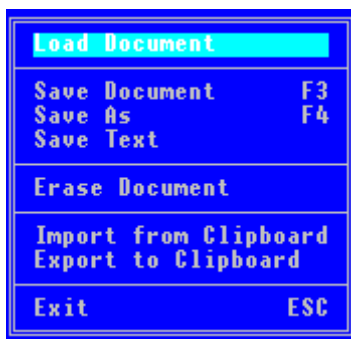 Load Document
Save Document F3
Save As F4
Save Text
Erase Document
Import from Clipboard
Export to Clipboard
Exit ESC